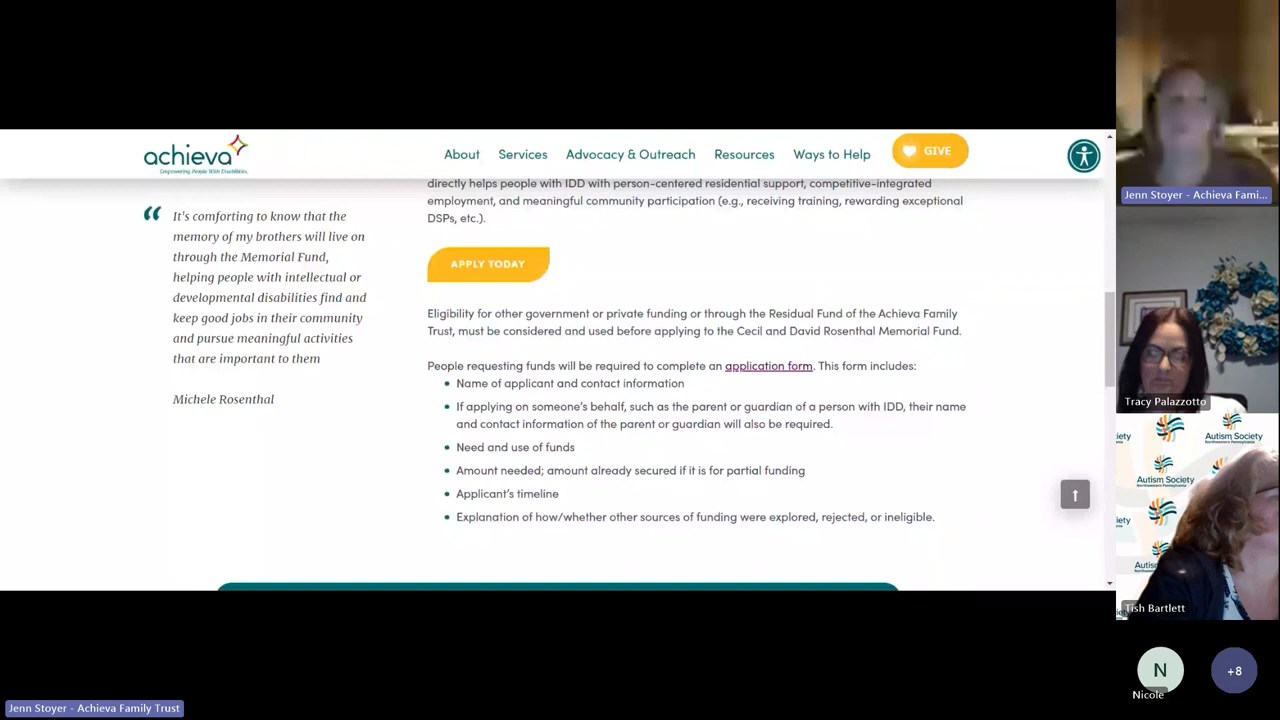 achieva
Empowering People With Disabilities.
About
Services
Advocacy & Outreach
Resources
Ways to Help
GIVE
directly helps people with IDD with person-centered residential support, competitive-integrated
employment, and meaningful community participation (e.g., receiving training, rewarding exceptional
DSPs, etc.).
“ It's comforting to know that the
memory of my brothers will live on
through the Memorial Fund,
helping people with intellectual or
developmental disabilities find and
keep good jobs in their community
and pursue meaningful activities
that are important to them
Michele Rosenthal
APPLY TODAY
Eligibility for other government or private funding or through the Residual Fund of the Achieva Family
Trust, must be considered and used before applying to the Cecil and David Rosenthal Memorial Fund.
People requesting funds will be required to complete an application form. This form includes:
• Name of applicant and contact information
• If applying on someone's behalf, such as the parent or guardian of a person with IDD, their name
and contact information of the parent or guardian will also be required.
• Need and use of funds
• Amount needed; amount already secured if it is for partial funding
• Applicant's timeline
• Explanation of how/whether other sources of funding were explored, rejected, or ineligible.
Jenn Stoyer - Achieva Fami...
Tracy Palazzotto
Autism Society
Northwestern Pennsylvania
Autism Society
Northwestern Pennsylvania
Tish Bartlett
N
Nicole
+8
Jenn Stoyer - Achieva Family Trust